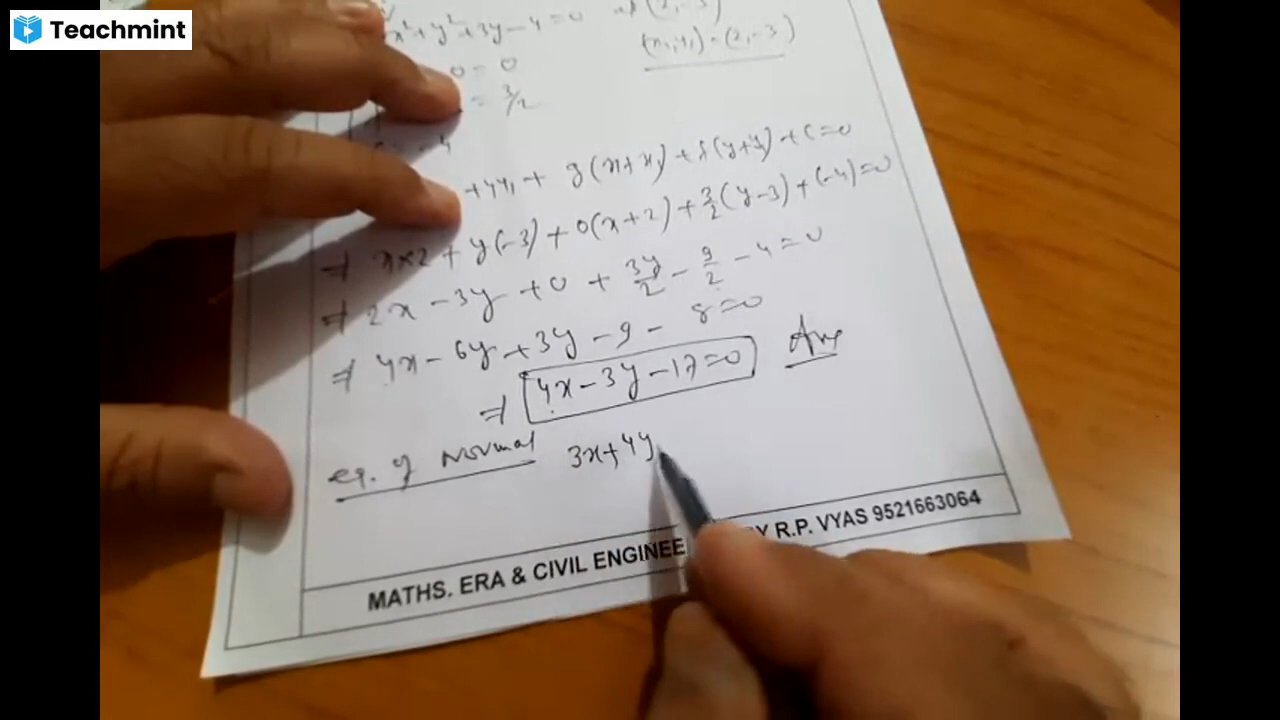 Teachmint
x²+y²+3y-4=0 at (2,-3)
(x₁,y₁)=(2,-3)
0=0
= 3/2
4
+yy₁ + g(x+x₁)+f(y+y₁)+C=0
⇒ x×2+y(-3)+0(x+2)+3/2(y-3)+(-4)=0
⇒ 2x-3y+0+3y/2-9/2-4=0
⇒ 4x-6y+3y-9-8=0
⇒ 4x-3y-17=0 Ans
eq. of Normal 3x+4y
MATHS. ERA & CIVIL ENGINEE Y R.P. VYAS 9521663064